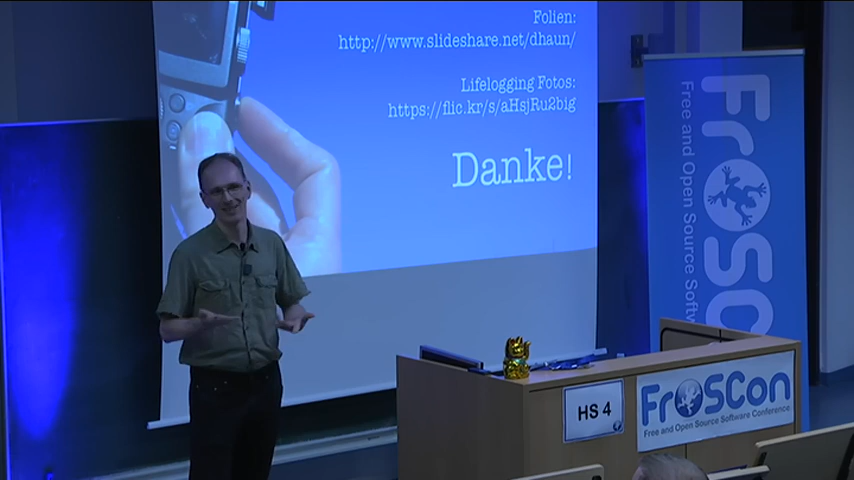 Folien:
http://www.slideshare.net/dhaun/
Lifelogging Fotos:
https://flic.kr/s/aHsjRu2big
Danke!
FrOSC
Free and Open Source Softw
HS 4
FrOSCon
Free and Open Source Software Conference